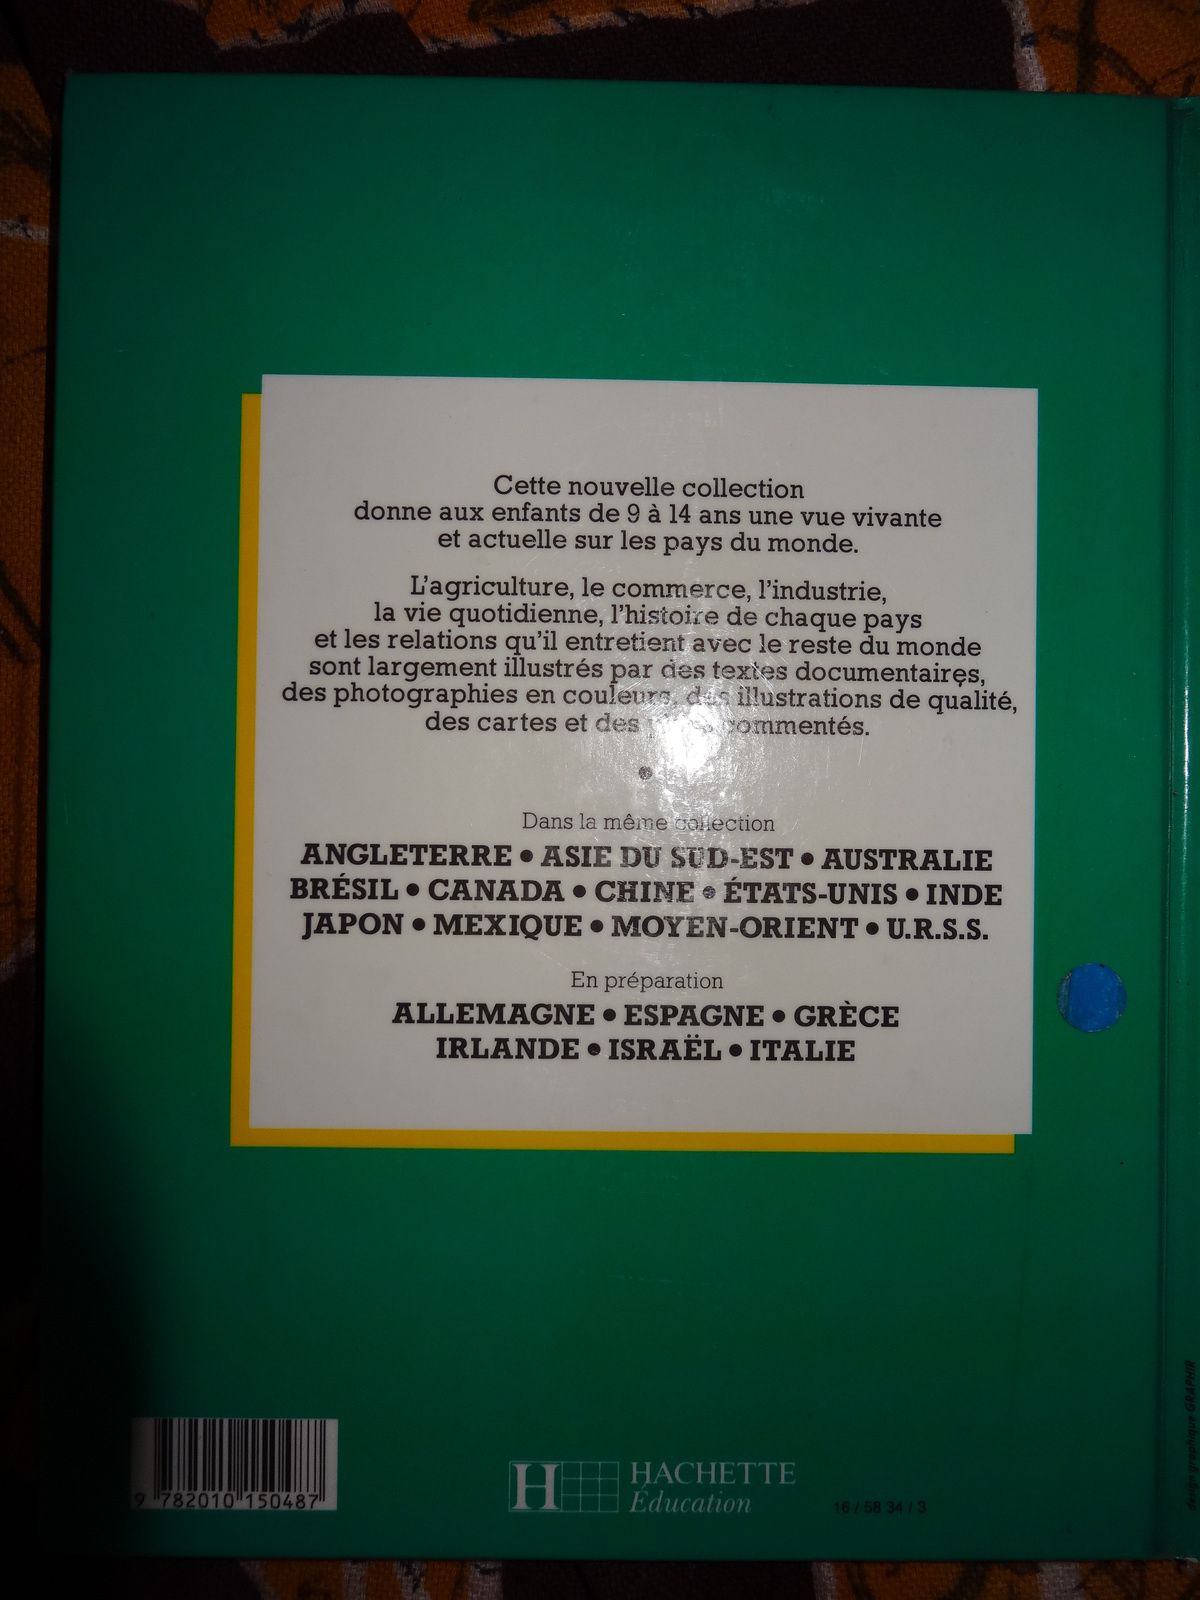 Cette nouvelle collection
donne aux enfants de 9 à 14 ans une vue vivante
et actuelle sur les pays du monde.
L'agriculture, le commerce, l'industrie,
la vie quotidienne, l'histoire de chaque pays
et les relations qu'il entretient avec le reste du monde
sont largement illustrés par des textes documentaires,
des photographies en couleurs, des illustrations de qualité,
des cartes et des commentés.
•
Dans la même collection
ANGLETERRE • ASIE DU SUD-EST • AUSTRALIE
BRÉSIL • CANADA • CHINE • ÉTATS-UNIS • INDE
JAPON • MEXIQUE • MOYEN-ORIENT • U.R.S.S.
En préparation
ALLEMAGNE • ESPAGNE • GRÈCE
IRLANDE • ISRAËL • ITALIE
9 782010 150487
H HACHETTE
Éducation
16 / 58 34 / 3
design graphique GRAPHIR